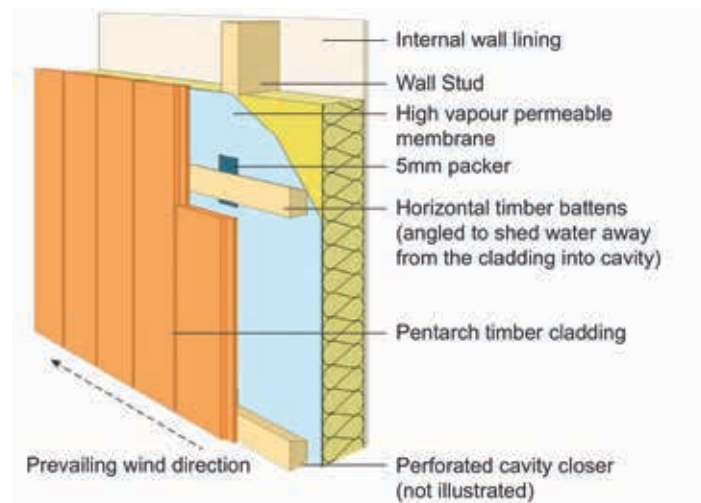 Internal wall lining
Wall Stud
High vapour permeable
membrane
5mm packer
Horizontal timber battens
(angled to shed water away
from the cladding into cavity)
Pentarch timber cladding
Prevailing wind direction
Perforated cavity closer
(not illustrated)